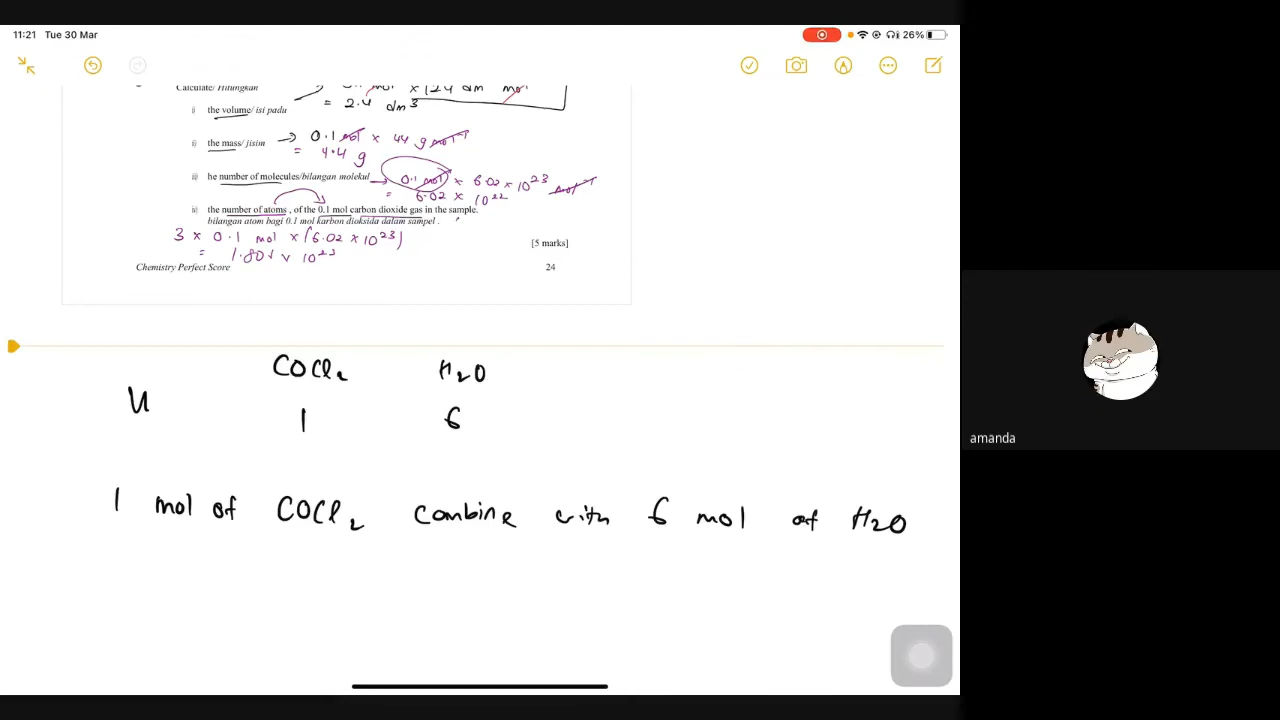 11:21 Tue 30 Mar
26%
Calculate/ Hitungkan
× 124 dm
i) the volume/ isi padu
= 2.4 dm3
ii) the mass/ jisim → 0.1 mol × 44 g mol-1
= 4.4 g
he number of molecules/bilangan molekul → 0.1 mol × 6.02 × 10 23 mol-1
= 6.02 × 10 22
the number of atoms , of the 0.1 mol carbon dioxide gas in the sample.
bilangan atom bagi 0.1 mol karbon dioksida dalam sampel .
3 × 0.1 mol × (6.02 × 10 23)
[5 marks]
Chemistry Perfect Score 24
COCl2 H2O
1 6
1 mol of COCl2 combine with 6 mol of H2O
amanda